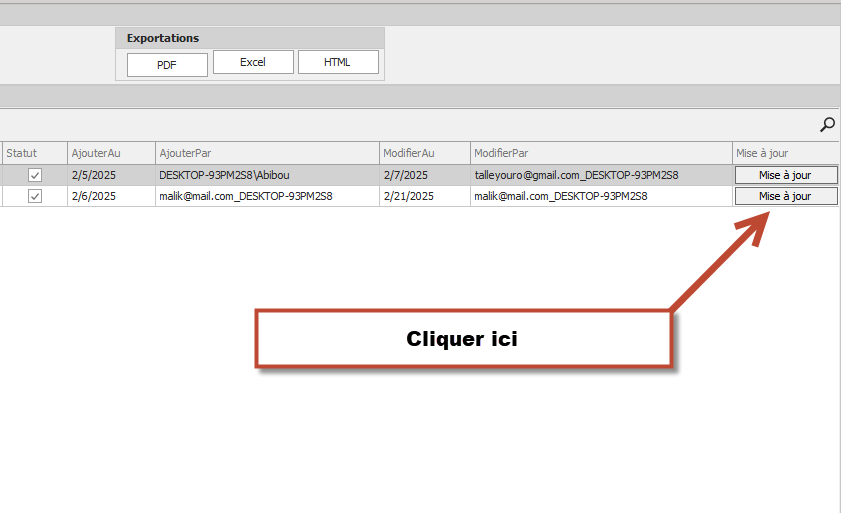 Exportations
PDF Excel HTML
Statut AjouterAu AjouterPar ModifierAu ModifierPar Mise à jour
2/5/2025 DESKTOP-93PM2S8\Abibou 2/7/2025 talleyouro@gmail.com_DESKTOP-93PM2S8 Mise à jour
2/6/2025 malik@mail.com_DESKTOP-93PM2S8 2/21/2025 malik@mail.com_DESKTOP-93PM2S8 Mise à jour
Cliquer ici